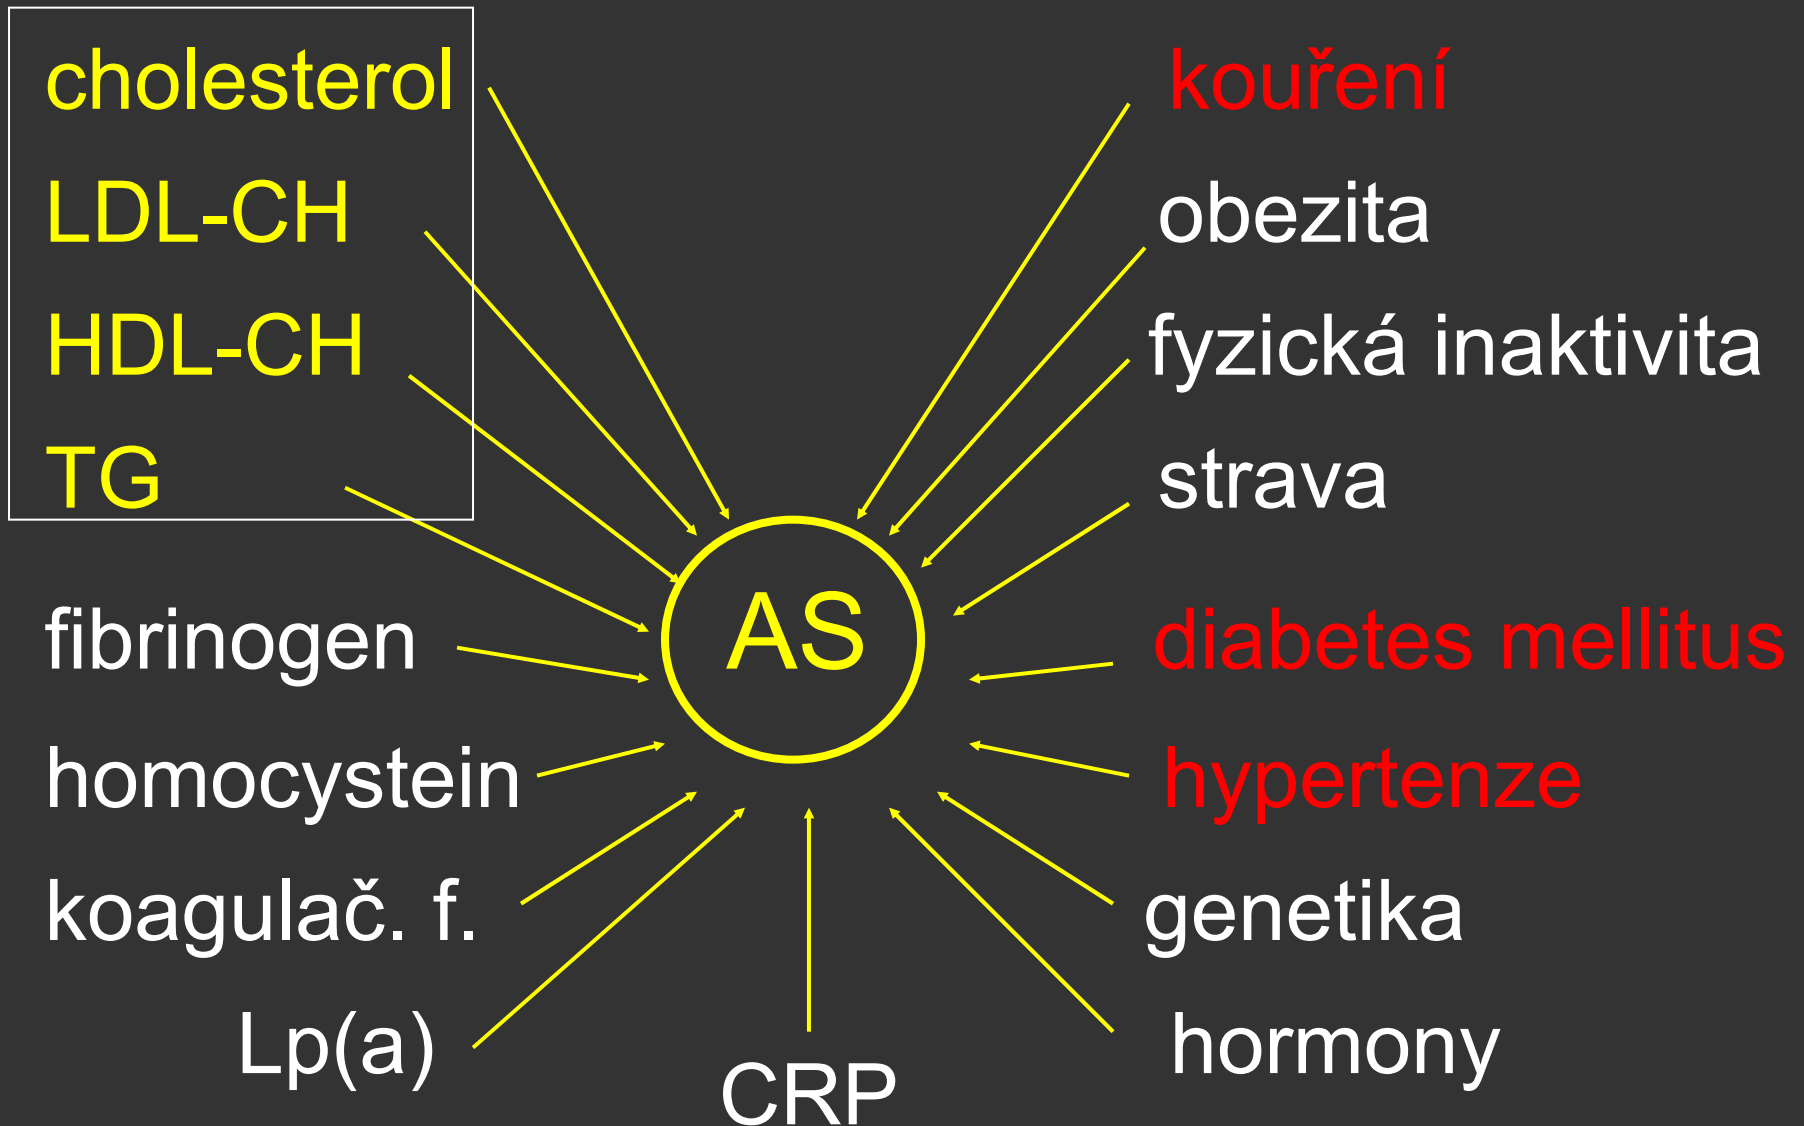 cholesterol
LDL-CH
HDL-CH
TG
fibrinogen
homocystein
koagulač. f.
Lp(a)
AS
CRP
kouření
obezita
fyzická inaktivita
strava
diabetes mellitus
hypertenze
genetika
hormony